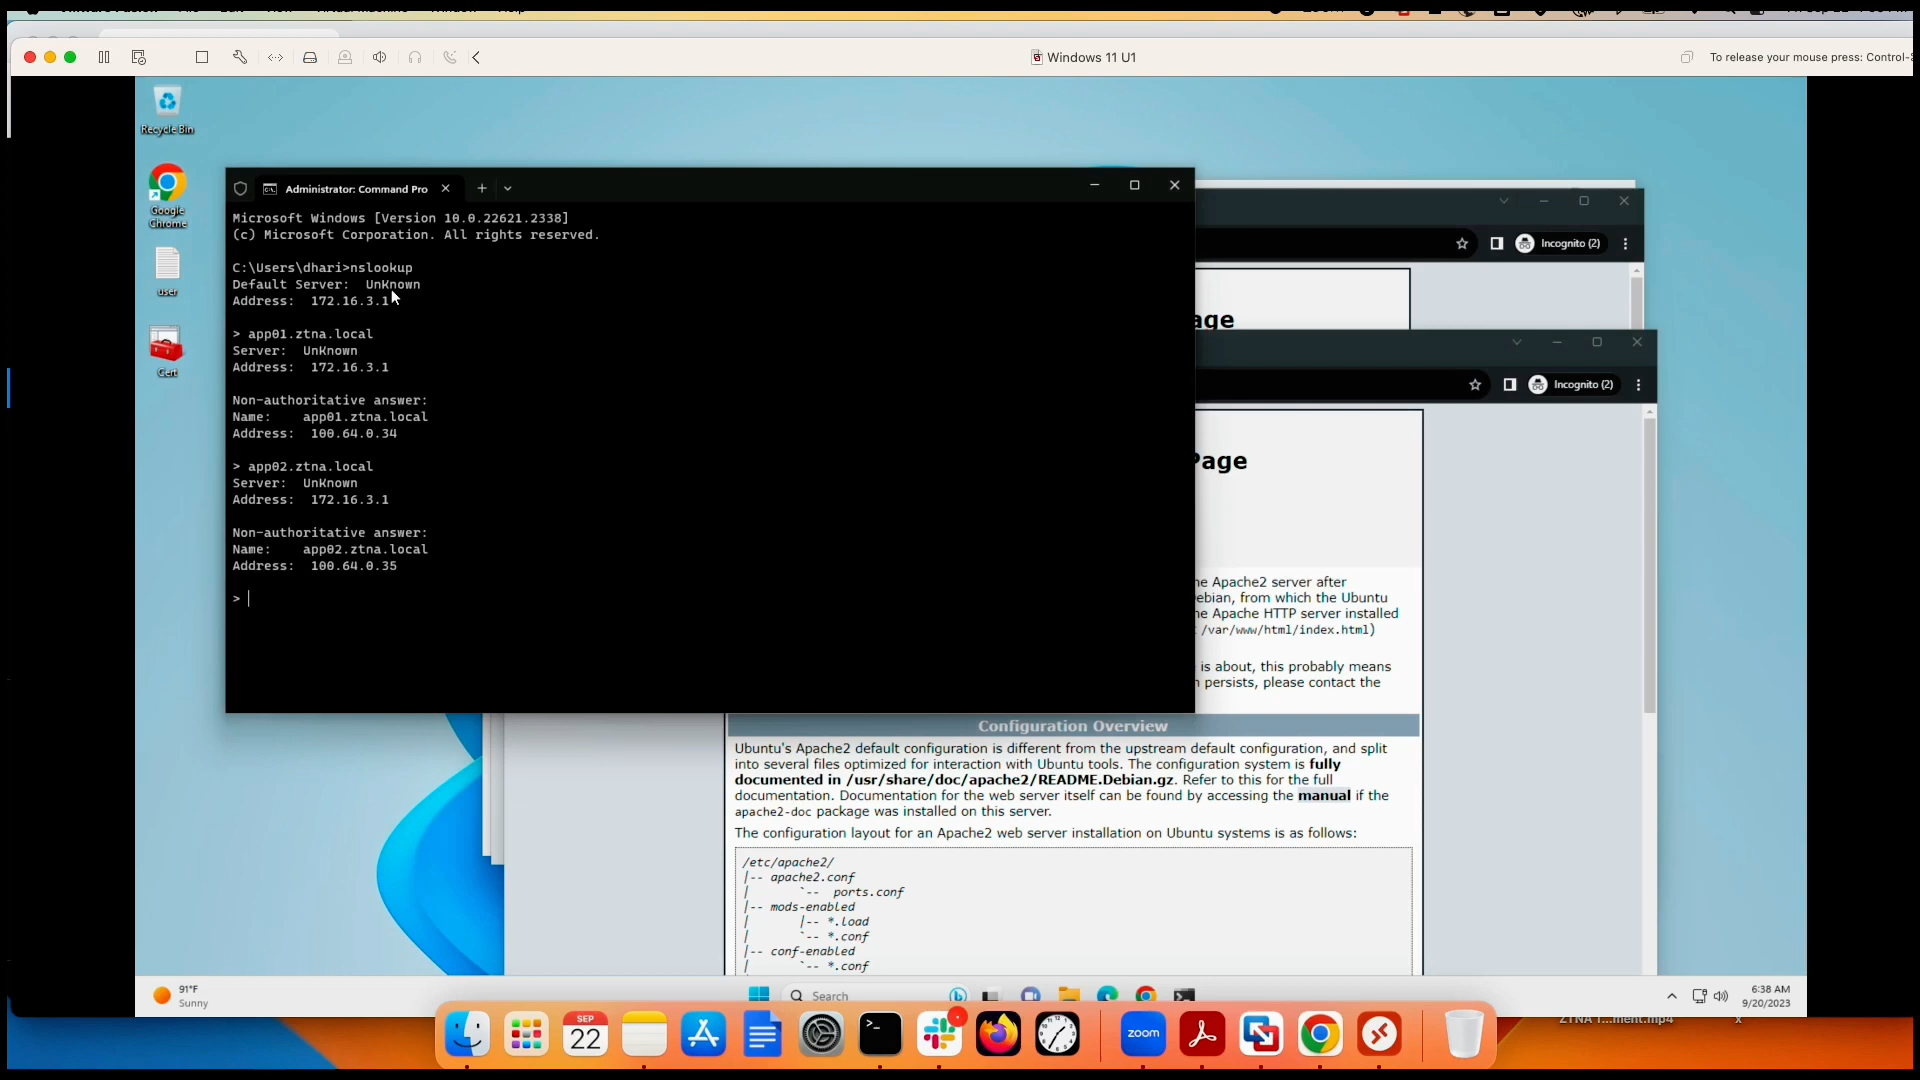 Windows 11 U1
To release your mouse press: Control-
Recycle Bin
Google
Chrome
user
Cert
Administrator: Command Pro
Microsoft Windows [Version 10.0.22621.2338]
(c) Microsoft Corporation. All rights reserved.
C:\Users\dhari>nslookup
Default Server:  UnKnown
Address:  172.16.3.1
> app01.ztna.local
Server:  UnKnown
Address:  172.16.3.1
Non-authoritative answer:
Name:    app01.ztna.local
Address:  100.64.0.34
> app02.ztna.local
Server:  UnKnown
Address:  172.16.3.1
Non-authoritative answer:
Name:    app02.ztna.local
Address:  100.64.0.35
>
Incognito (2)
age
Incognito (2)
Page
he Apache2 server after
ebian, from which the Ubuntu
he Apache HTTP server installed
/var/www/html/index.html)
is about, this probably means
persists, please contact the
Configuration Overview
Ubuntu's Apache2 default configuration is different from the upstream default configuration, and split
into several files optimized for interaction with Ubuntu tools. The configuration system is fully
documented in /usr/share/doc/apache2/README.Debian.gz. Refer to this for the full
documentation. Documentation for the web server itself can be found by accessing the manual if the
apache2-doc package was installed on this server.
The configuration layout for an Apache2 web server installation on Ubuntu systems is as follows:
/etc/apache2/
|-- apache2.conf
|       `--  ports.conf
|-- mods-enabled
|       |-- *.load
|       `-- *.conf
|-- conf-enabled
|       `-- *.conf
91°F
Sunny
Search
6:38 AM
9/20/2023
SEP
22
zoom
ZTNA T...ment.mp4
x